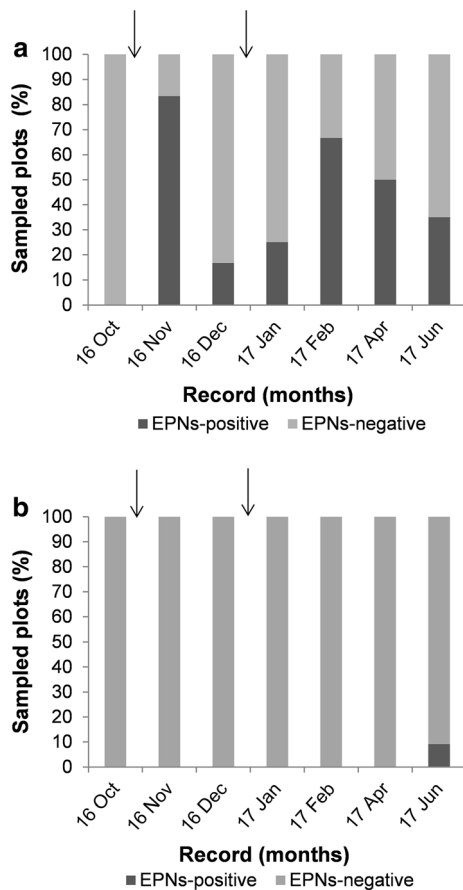 a
Sampled plots (%)
100
90
80
70
60
50
40
30
20
10
0
16 Oct
16 Nov
16 Dec
17 Jan
17 Feb
17 Apr
17 Jun
Record (months)
EPNs-positive EPNs-negative
b
Sampled plots (%)
100
90
80
70
60
50
40
30
20
10
0
16 Oct
16 Nov
16 Dec
17 Jan
17 Feb
17 Apr
17 Jun
Record (months)
EPNs-positive EPNs-negative